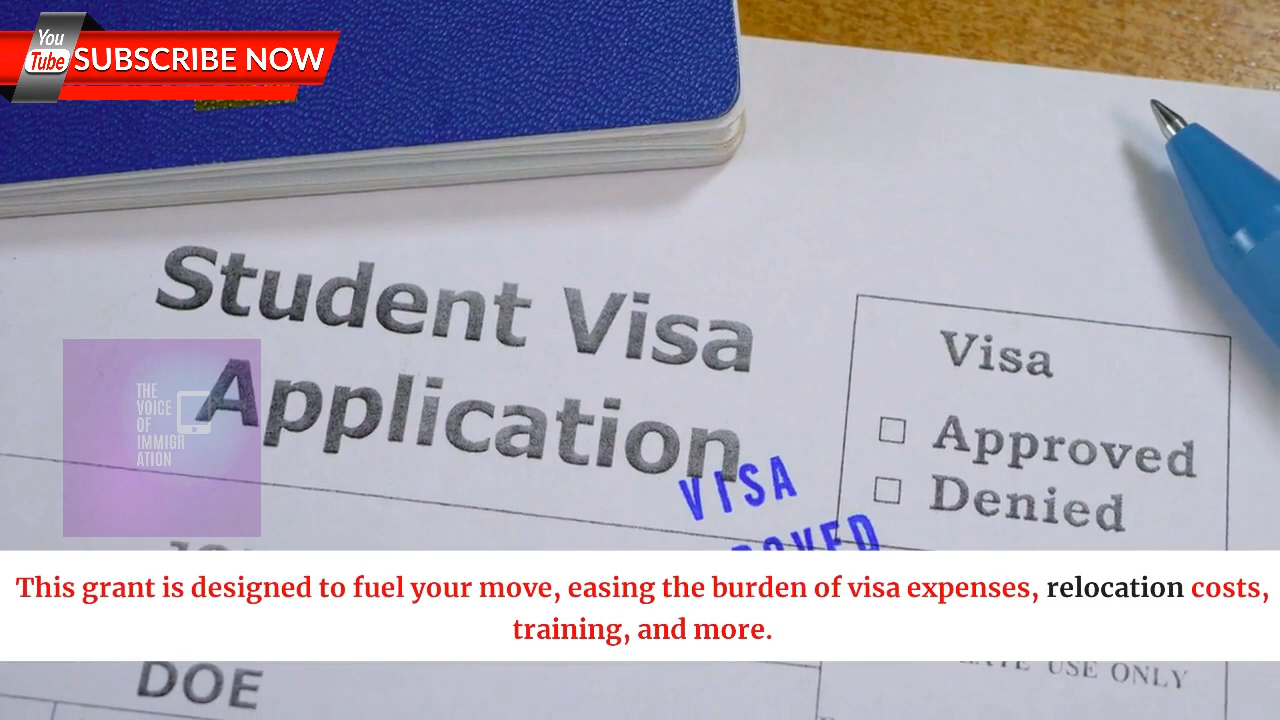 You
Tube
SUBSCRIBE NOW
Student Visa
Application
THE
VOICE
OF
IMMIGR
ATION
Visa
Approved
Denied
VISA
This grant is designed to fuel your move, easing the burden of visa expenses, relocation costs,
training, and more.
DOE
USE ONLY